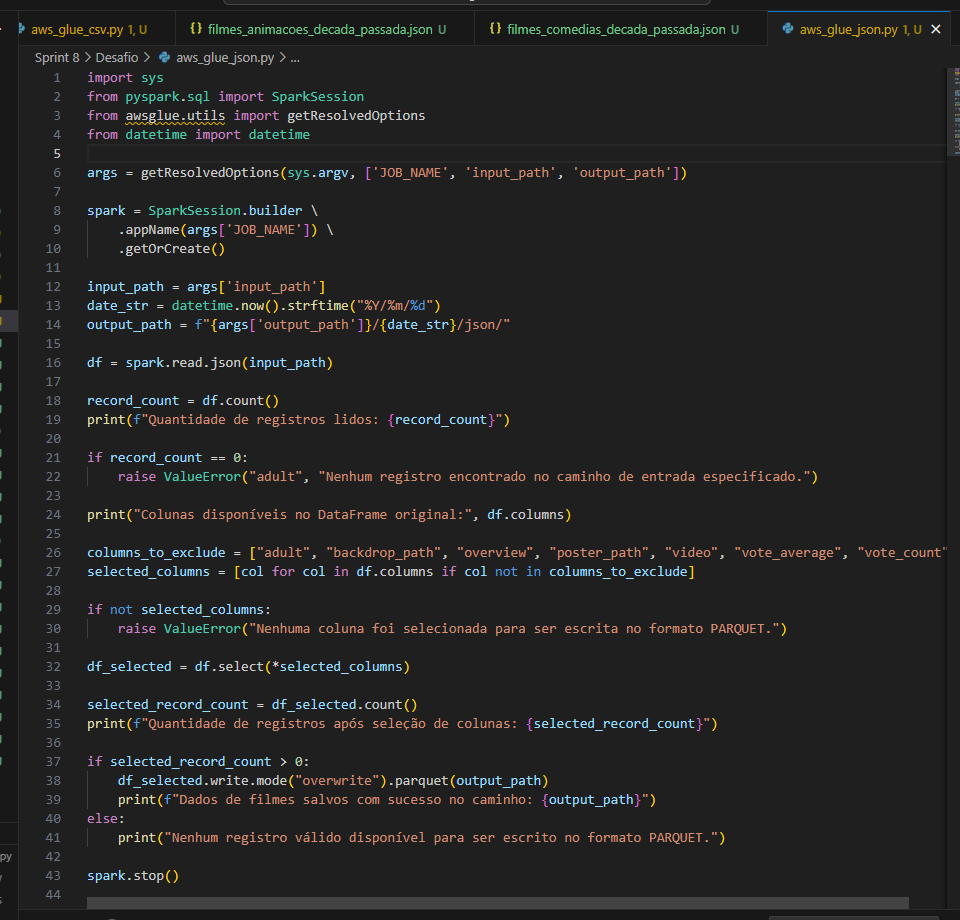 aws_glue_csv.py 1, U
{} filmes_animacoes_decada_passada.json U
{} filmes_comedias_decada_passada.json U
aws_glue_json.py 1, U ×
Sprint 8 > Desafio > aws_glue_json.py > ...
1 import sys
2 from pyspark.sql import SparkSession
3 from awsglue.utils import getResolvedOptions
4 from datetime import datetime
5
6 args = getResolvedOptions(sys.argv, ['JOB_NAME', 'input_path', 'output_path'])
7
8 spark = SparkSession.builder \
9 .appName(args['JOB_NAME']) \
10 .getOrCreate()
11
12 input_path = args['input_path']
13 date_str = datetime.now().strftime("%Y/%m/%d")
14 output_path = f"{args['output_path']}/{date_str}/json/"
15
16 df = spark.read.json(input_path)
17
18 record_count = df.count()
19 print(f"Quantidade de registros lidos: {record_count}")
20
21 if record_count == 0:
22 raise ValueError("adult", "Nenhum registro encontrado no caminho de entrada especificado.")
23
24 print("Colunas disponíveis no DataFrame original:", df.columns)
25
26 columns_to_exclude = ["adult", "backdrop_path", "overview", "poster_path", "video", "vote_average", "vote_count"
27 selected_columns = [col for col in df.columns if col not in columns_to_exclude]
28
29 if not selected_columns:
30 raise ValueError("Nenhuma coluna foi selecionada para ser escrita no formato PARQUET.")
31
32 df_selected = df.select(*selected_columns)
33
34 selected_record_count = df_selected.count()
35 print(f"Quantidade de registros após seleção de colunas: {selected_record_count}")
36
37 if selected_record_count > 0:
38 df_selected.write.mode("overwrite").parquet(output_path)
39 print(f"Dados de filmes salvos com sucesso no caminho: {output_path}")
40 else:
41 print("Nenhum registro válido disponível para ser escrito no formato PARQUET.")
42
43 spark.stop()
44
py